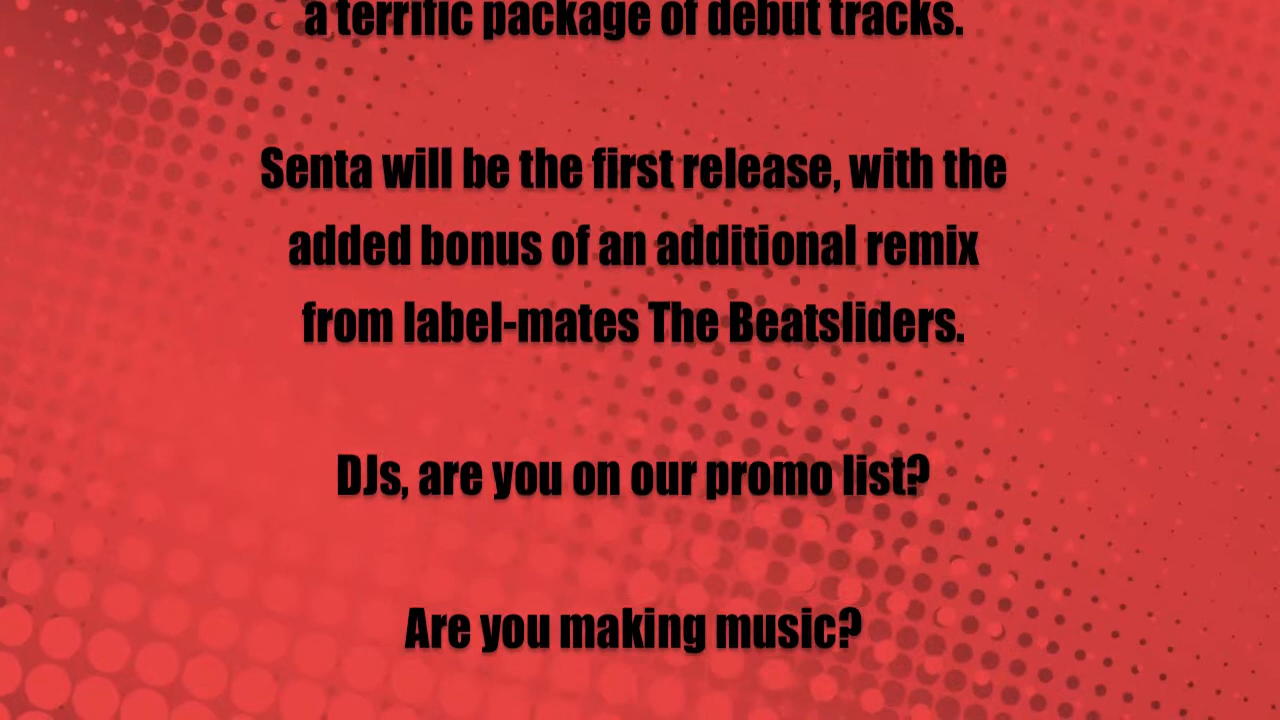 a terrific package of debut tracks.
Senta will be the first release, with the
added bonus of an additional remix
from label-mates The Beatsliders.
DJs, are you on our promo list?
Are you making music?